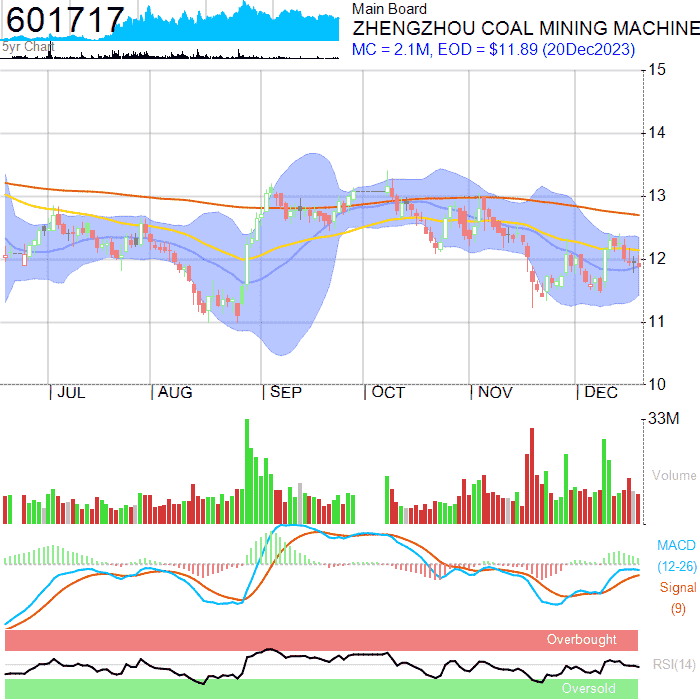 601717
5yr Chart
Main Board
ZHENGZHOU COAL MINING MACHINE
MC = 2.1M, EOD = $11.89 (20Dec2023)
15
14
13
12
11
10
JUL
AUG
SEP
OCT
NOV
DEC
33M
Volume
MACD
(12-26)
Signal
(9)
Overbought
RSI(14)
Oversold